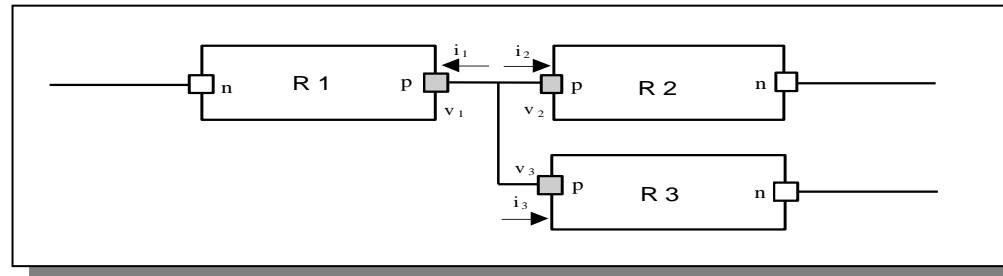 i₁ i₂
n R 1 p p R 2 n
v₁ v₂
v₃
p R 3 n
i₃